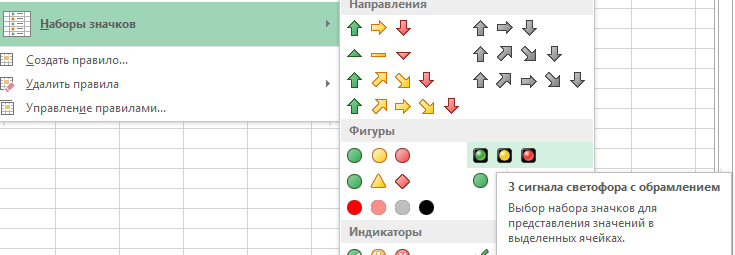 Направления
Наборы значков
Создать правило...
Удалить правила
Управление правилами...
Фигуры
3 сигнала светофора с обрамлением
Выбор набора значков для
представления значений в
выделенных ячейках.
Индикаторы